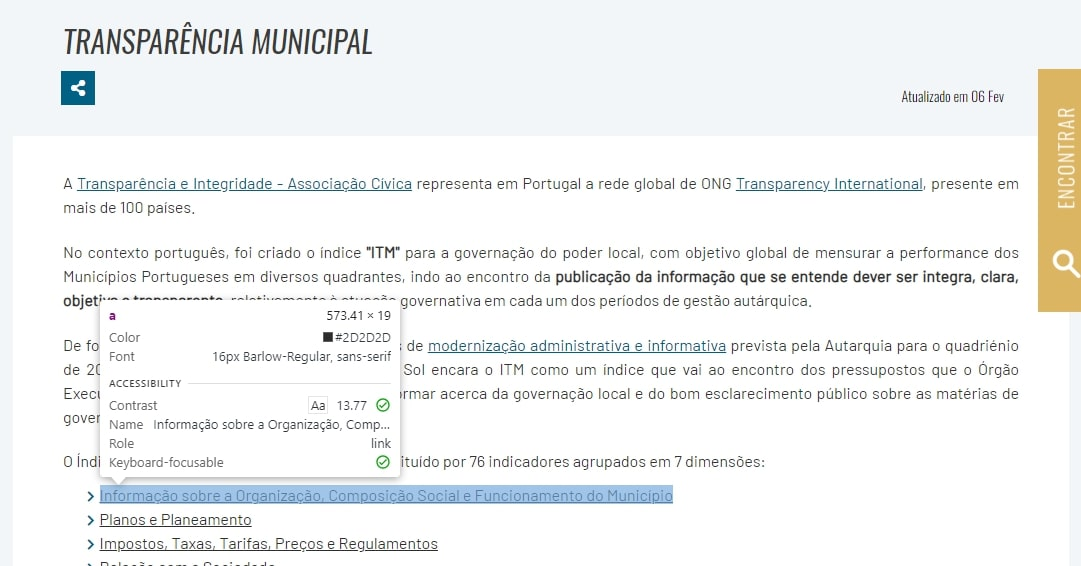 TRANSPARÊNCIA MUNICIPAL
Atualizado em 06 Fev
ENCONTRAR
A Transparência e Integridade - Associação Cívica representa em Portugal a rede global de ONG Transparency International, presente em
mais de 100 países.
No contexto português, foi criado o índice "ITM" para a governação do poder local, com objetivo global de mensurar a performance dos
Municípios Portugueses em diversos quadrantes, indo ao encontro da publicação da informação que se entende dever ser integra, clara,
objetiva e transparente, relativamente à atuação governativa em cada um dos períodos de gestão autárquica.
a 573.41 × 19
Color #2D2D2D
Font 16px Barlow-Regular, sans-serif
ACCESSIBILITY
Contrast Aa 13.77
Name Informação sobre a Organização, Comp...
Role link
Keyboard-focusable
De de modernização administrativa e informativa prevista pela Autarquia para o quadriénio
de Sol encara o ITM como um índice que vai ao encontro dos pressupostos que o Órgão
acerca da governação local e do bom esclarecimento público sobre as matérias de
O por 76 indicadores agrupados em 7 dimensões:
Informação sobre a Organização, Composição Social e Funcionamento do Município
Planos e Planeamento
Impostos, Taxas, Tarifas, Preços e Regulamentos